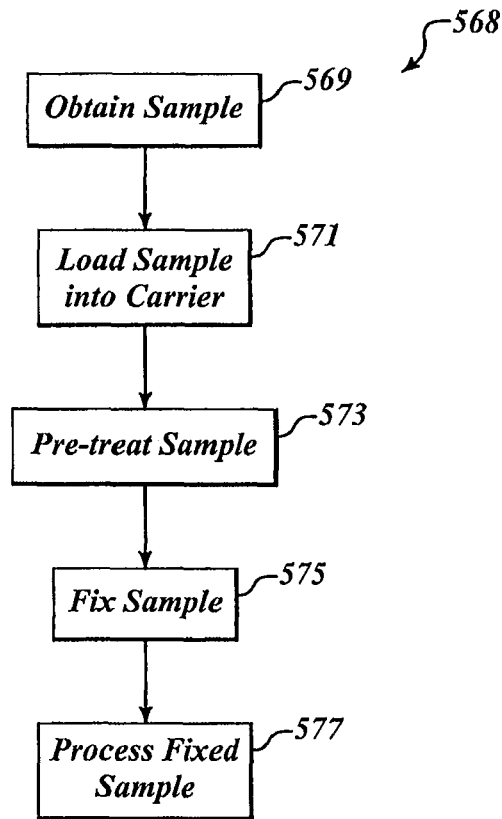 568
569
Obtain Sample
571
Load Sample
into Carrier
573
Pre-treat Sample
575
Fix Sample
577
Process Fixed
Sample